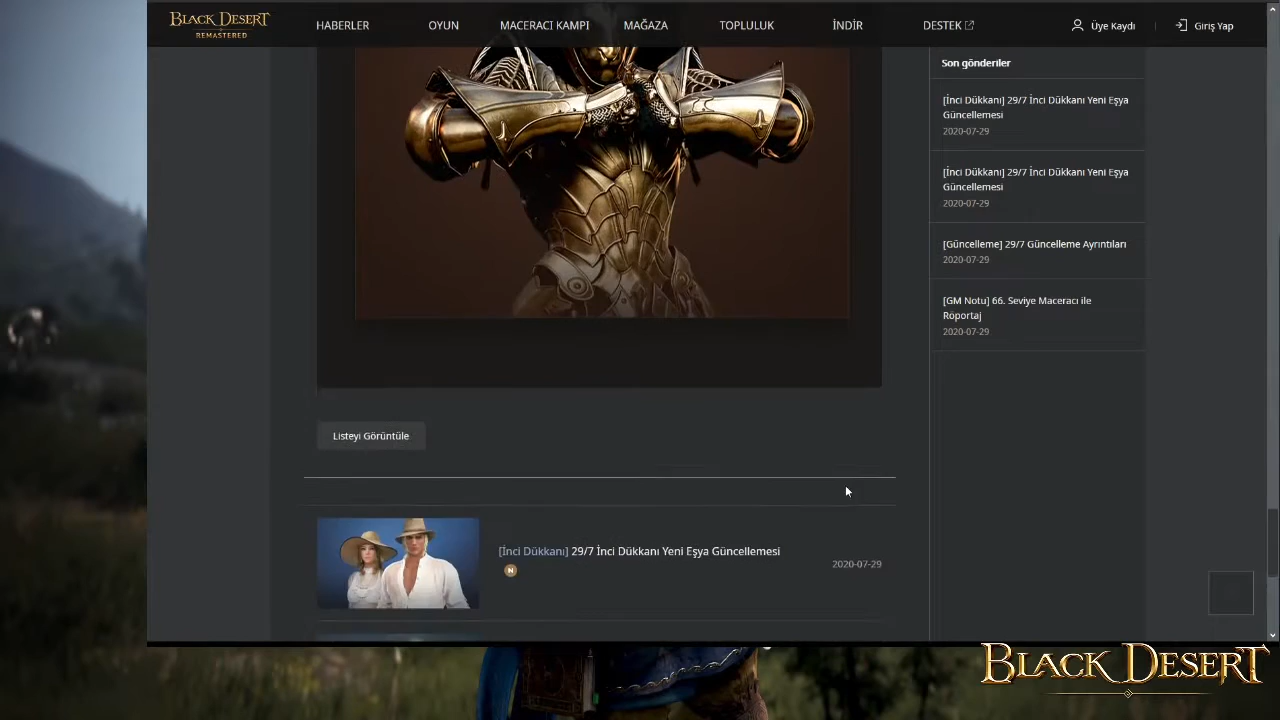 BLACK DESERT
REMASTERED
HABERLER
OYUN
MACERACI KAMPI
MAĞAZA
TOPLULUK
İNDİR
DESTEK
Üye Kaydı
Giriş Yap
Son gönderiler
[İnci Dükkanı] 29/7 İnci Dükkanı Yeni Eşya
Güncellemesi
2020-07-29
[İnci Dükkanı] 29/7 İnci Dükkanı Yeni Eşya
Güncellemesi
2020-07-29
[Güncelleme] 29/7 Güncelleme Ayrıntıları
2020-07-29
[GM Notu] 66. Seviye Maceracı ile
Röportaj
2020-07-29
Listeyi Görüntüle
[İnci Dükkanı] 29/7 İnci Dükkanı Yeni Eşya Güncellemesi
N
2020-07-29
BLACK DESERT